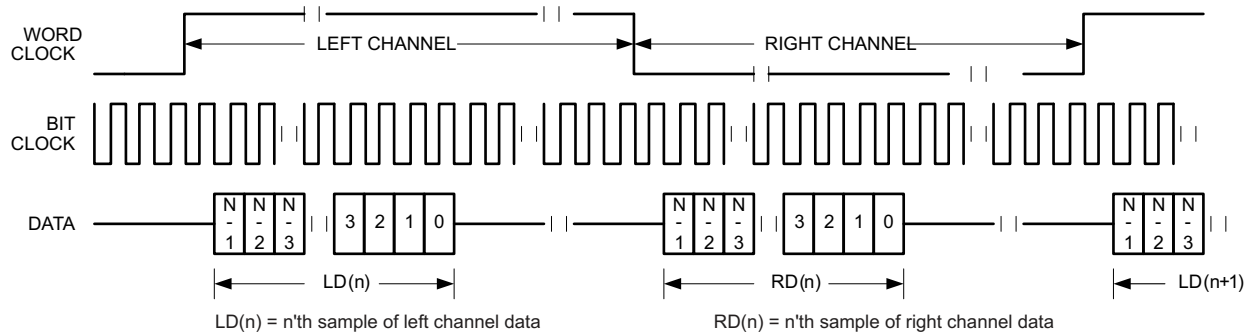 WORD
CLOCK
LEFT CHANNEL
RIGHT CHANNEL
BIT
CLOCK
DATA
N
-
1
N
-
2
N
-
3
3 2 1 0
N
-
1
N
-
2
N
-
3
3 2 1 0
N
-
1
N
-
2
N
-
3
LD(n)
RD(n)
LD(n+1)
LD(n) = n'th sample of left channel data
RD(n) = n'th sample of right channel data